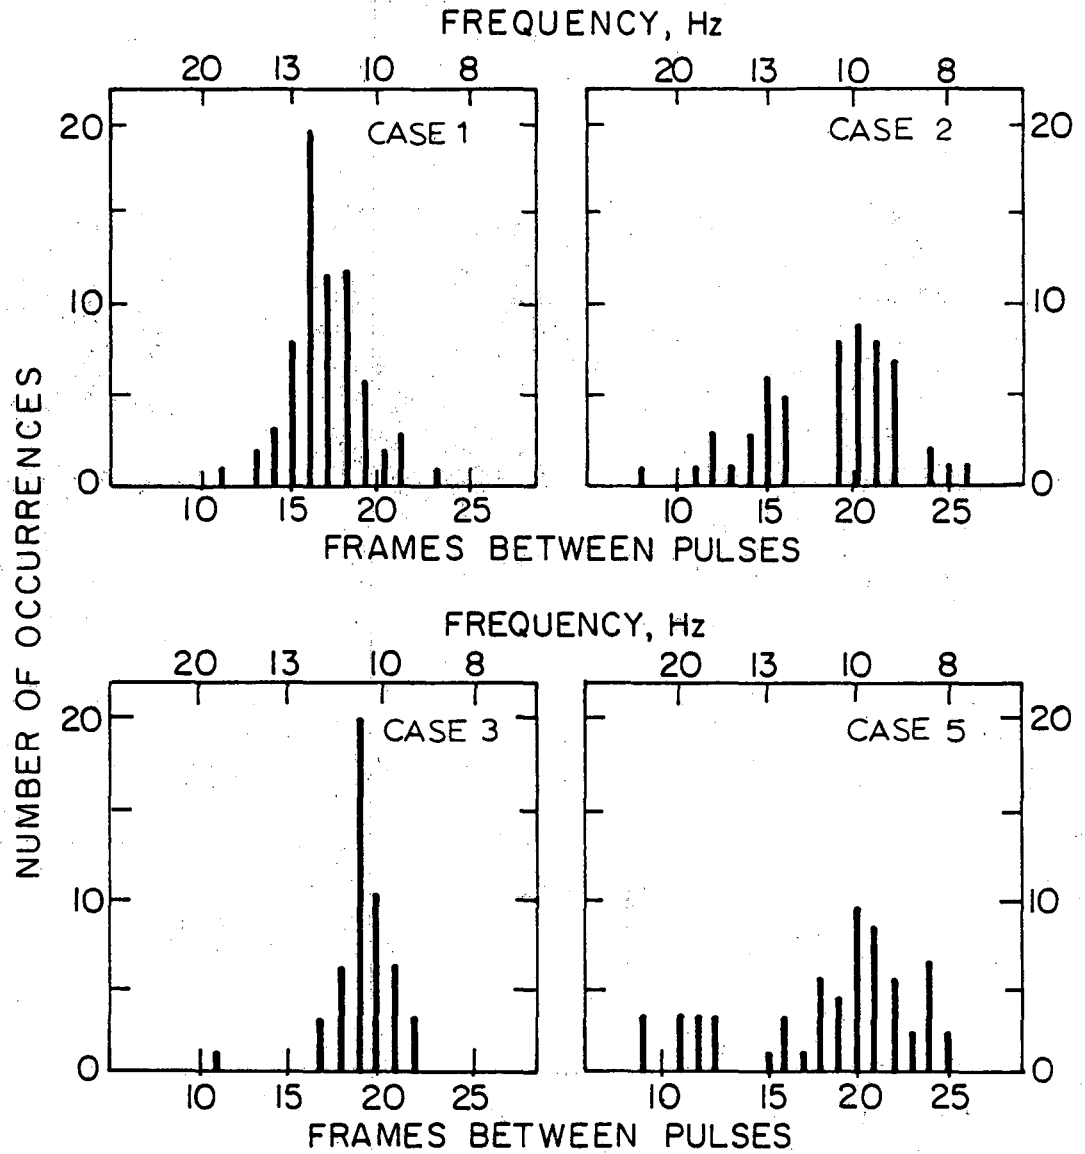 FREQUENCY, Hz
20 13 10 8 20 13 10 8
20 CASE 1 CASE 2 20
10 10
0 0
10 15 20 25 10 15 20 25
FRAMES BETWEEN PULSES
NUMBER OF OCCURRENCES
FREQUENCY, Hz
20 13 10 8 20 13 10 8
20 CASE 3 CASE 5 20
10 10
0 0
10 15 20 25 10 15 20 25
FRAMES BETWEEN PULSES